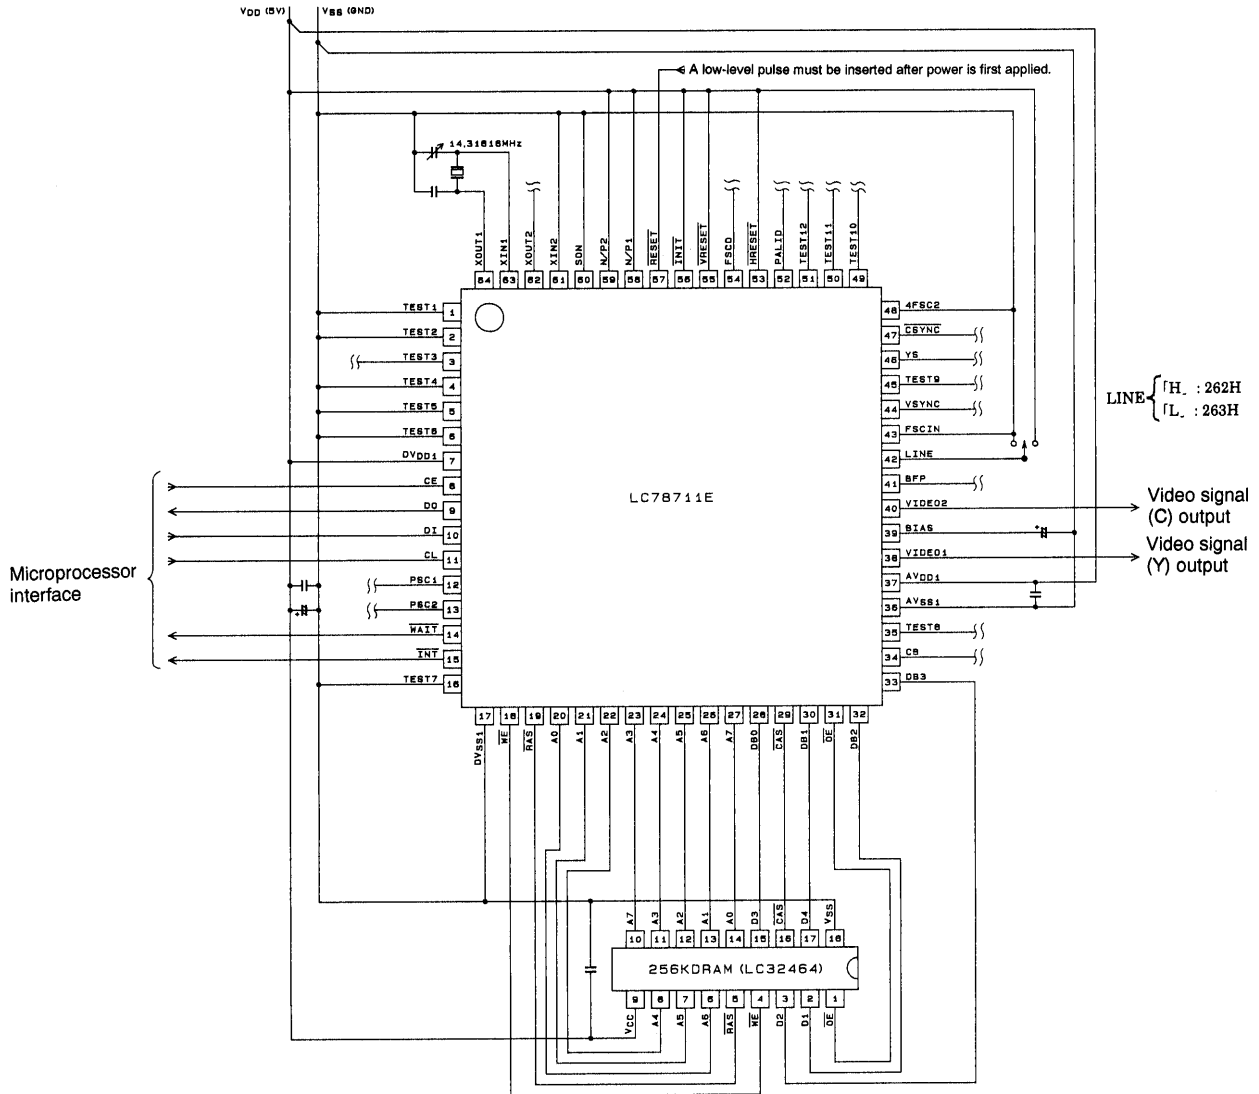 VDD (5V)
VSS (GND)
A low-level pulse must be inserted after power is first applied.
14,31818MHz
XOUT1
XIN1
XOUT2
XIN2
SON
N/P2
N/P1
RESET
INIT
VRESET
FSCO
HRESET
PALID
TEST12
TEST11
TEST10
64 63 62 61 60 59 58 57 56 55 54 53 52 51 50 49
TEST1 1
TEST2 2
TEST3 3
TEST4 4
TEST5 5
TEST6 6
DVDD1 7
CE 8
DO 9
DI 10
CL 11
PSC1 12
PSC2 13
WAIT 14
INT 15
TEST7 16
Microprocessor
interface
LC78711E
48 4FSC2
47 CSYNC
46 YS
45 TEST9
44 VSYNC
43 FSCIN
42 LINE
41 BFP
40 VIDEO2
39 BIAS
38 VIDEO1
37 AVDD1
36 AVSS1
35 TEST8
34 CB
33 DB3
LINE
「H」 : 262H
「L」 : 263H
Video signal
(C) output
Video signal
(Y) output
17 18 19 20 21 22 23 24 25 26 27 28 29 30 31 32
DVSS1
WE
RAS
A0
A1
A2
A3
A4
A5
A6
A7
DB0
CAS
DB1
OE
DB2
A7
A3
A2
A1
A0
D3
CAS
D4
VSS
10 11 12 13 14 15 16 17 18
256KDRAM (LC32464)
9 8 7 6 5 4 3 2 1
VCC
A4
A5
A6
RAS
WE
D2
D1
OE